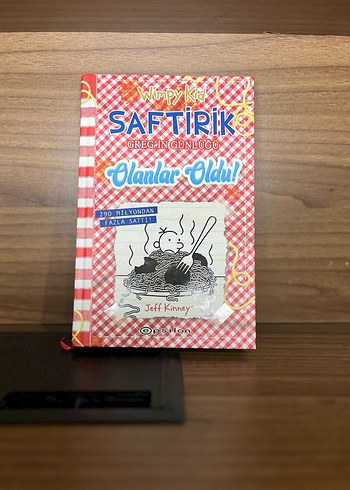 Wimpy Kid
SAFTİRİK
GREG'İN GÜNLÜĞÜ
Olanlar Oldu!
290 MİLYONDAN
FAZLA SATTI!
Jeff Kinney
epsilon